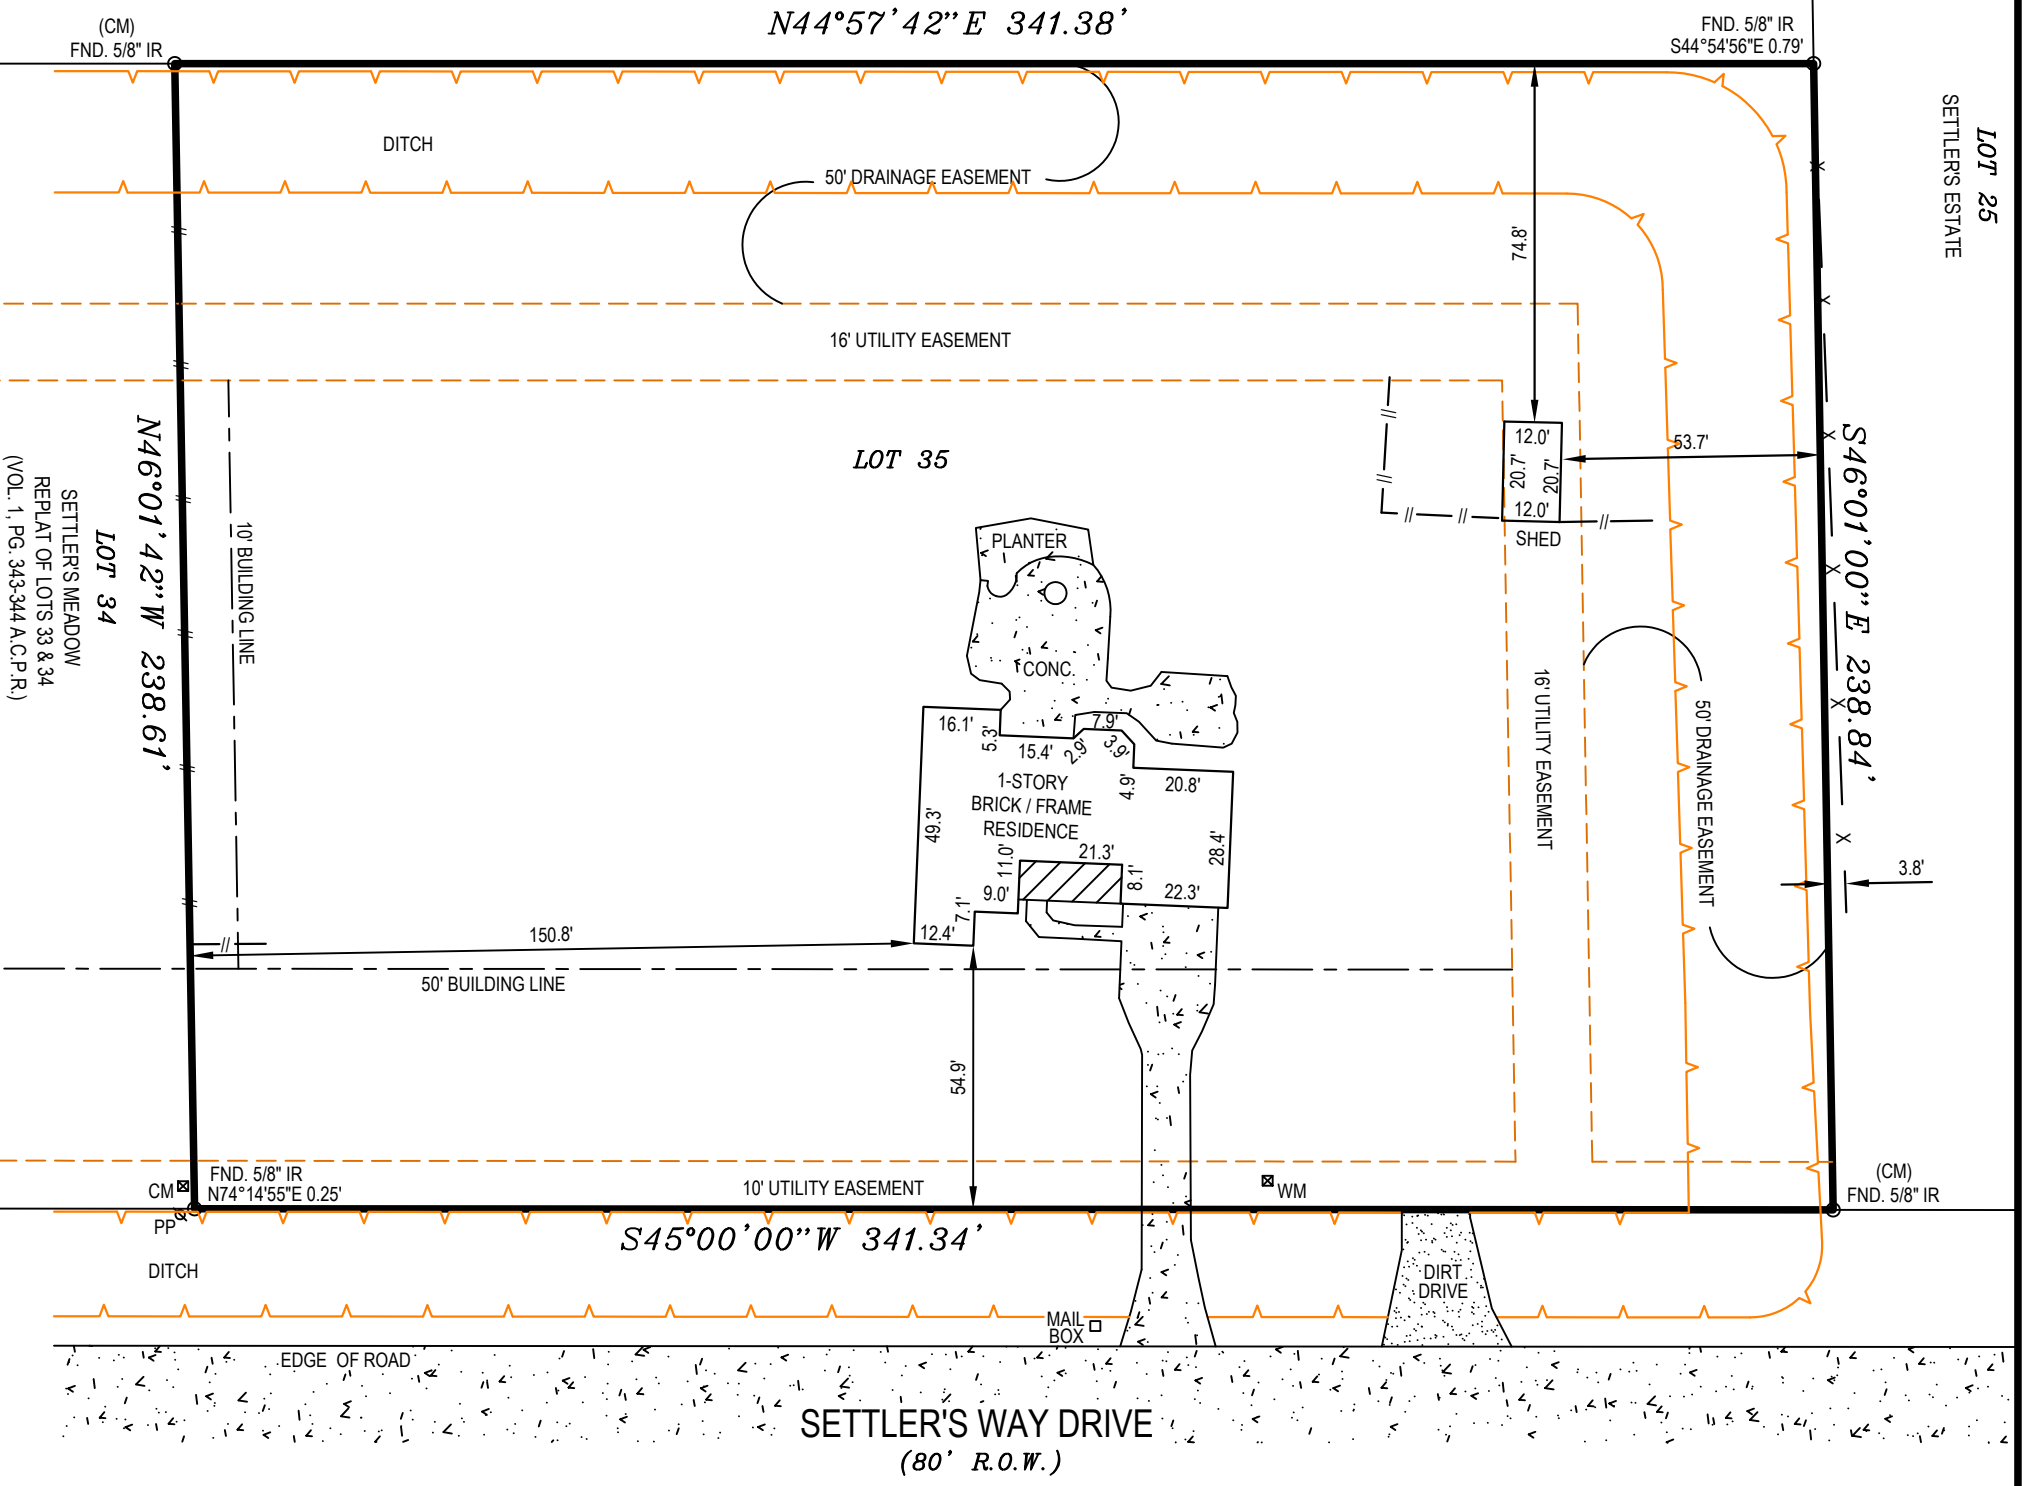 N44°57'42"E 341.38'
(CM)
FND. 5/8" IR
FND. 5/8" IR
S44°54'56"E 0.79'
LOT 25
SETTLER'S ESTATE
DITCH
50' DRAINAGE EASEMENT
74.8'
16' UTILITY EASEMENT
LOT 35
12.0'
20.7'
20.7'
12.0'
SHED
53.7'
S46°01'00"E 238.84'
N46°01'42"W 238.61'
10' BUILDING LINE
LOT 34
SETTLER'S MEADOW
REPLAT OF LOTS 33 & 34
(VOL. 1, PG. 343-344 A.C.P.R.)
PLANTER
CONC.
16.1'
5.3'
15.4'
2.9'
7.9'
3.9'
4.9'
20.8'
1-STORY
BRICK / FRAME
RESIDENCE
49.3'
28.4'
21.3'
11.0'
8.1'
22.3'
9.0'
7.1'
12.4'
16' UTILITY EASEMENT
50' DRAINAGE EASEMENT
3.8'
150.8'
50' BUILDING LINE
54.9'
FND. 5/8" IR
N74°14'55"E 0.25'
CM
PP
10' UTILITY EASEMENT
WM
(CM)
FND. 5/8" IR
S45°00'00"W 341.34'
DITCH
DIRT
DRIVE
MAIL
BOX
EDGE OF ROAD
SETTLER'S WAY DRIVE
(80' R.O.W.)